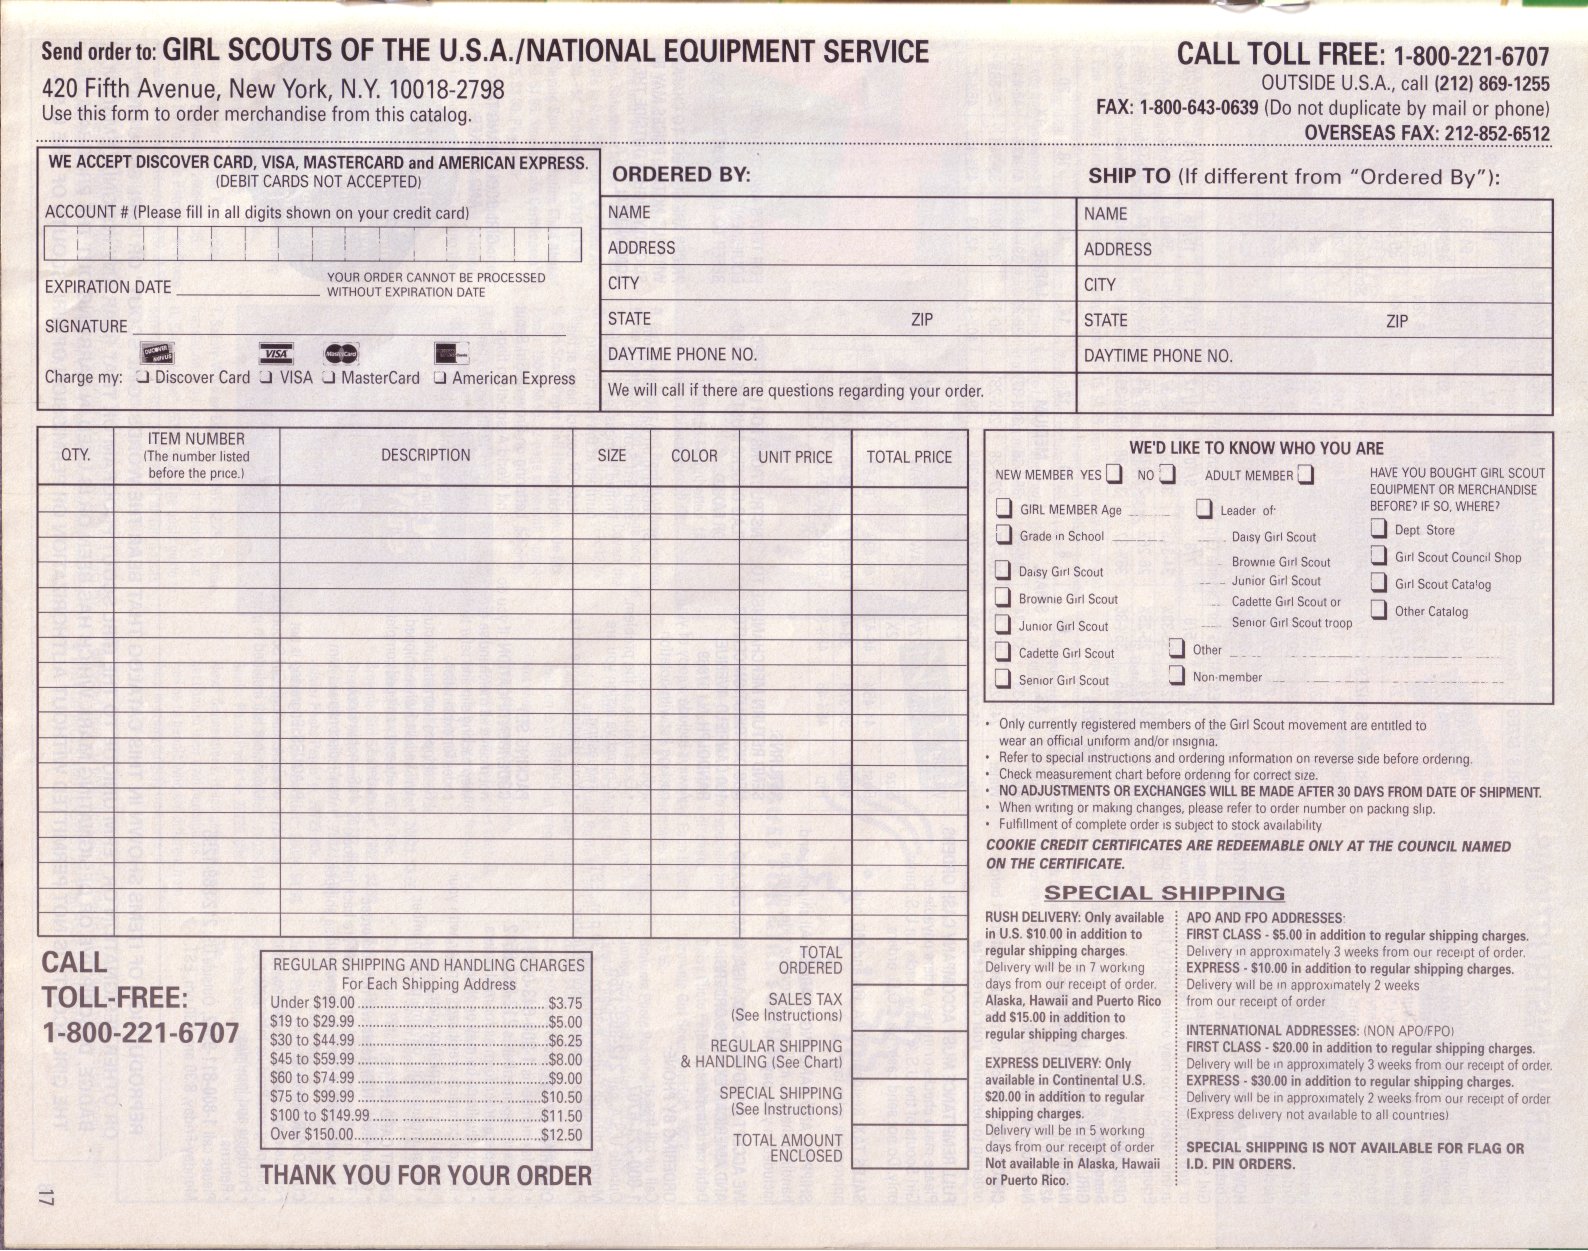 Send order to: GIRL SCOUTS OF THE U.S.A./NATIONAL EQUIPMENT SERVICE
420 Fifth Avenue, New York, N.Y. 10018-2798
Use this form to order merchandise from this catalog.
CALL TOLL FREE: 1-800-221-6707
OUTSIDE U.S.A., call (212) 869-1255
FAX: 1-800-643-0639 (Do not duplicate by mail or phone)
OVERSEAS FAX: 212-852-6512
WE ACCEPT DISCOVER CARD, VISA, MASTERCARD and AMERICAN EXPRESS.
(DEBIT CARDS NOT ACCEPTED)
ACCOUNT # (Please fill in all digits shown on your credit card)
EXPIRATION DATE
YOUR ORDER CANNOT BE PROCESSED
WITHOUT EXPIRATION DATE
SIGNATURE
DISCOVER VISA MasterCard
Charge my: Discover Card VISA MasterCard American Express
ORDERED BY:
NAME
ADDRESS
CITY
STATE ZIP
DAYTIME PHONE NO.
We will call if there are questions regarding your order.
SHIP TO (If different from “Ordered By”):
NAME
ADDRESS
CITY
STATE ZIP
DAYTIME PHONE NO.
QTY.
ITEM NUMBER
(The number listed
before the price.)
DESCRIPTION
SIZE
COLOR
UNIT PRICE
TOTAL PRICE
WE'D LIKE TO KNOW WHO YOU ARE
NEW MEMBER YES NO ADULT MEMBER
GIRL MEMBER Age
Grade in School
Daisy Girl Scout
Brownie Girl Scout
Junior Girl Scout
Cadette Girl Scout
Senior Girl Scout
Leader of:
Daisy Girl Scout
Brownie Girl Scout
Junior Girl Scout
Cadette Girl Scout or
Senior Girl Scout troop
Other
Non-member
HAVE YOU BOUGHT GIRL SCOUT
EQUIPMENT OR MERCHANDISE
BEFORE? IF SO, WHERE?
Dept. Store
Girl Scout Council Shop
Girl Scout Catalog
Other Catalog
• Only currently registered members of the Girl Scout movement are entitled to
wear an official uniform and/or insignia.
• Refer to special instructions and ordering information on reverse side before ordering.
• Check measurement chart before ordering for correct size.
• NO ADJUSTMENTS OR EXCHANGES WILL BE MADE AFTER 30 DAYS FROM DATE OF SHIPMENT.
• When writing or making changes, please refer to order number on packing slip.
• Fulfillment of complete order is subject to stock availability
COOKIE CREDIT CERTIFICATES ARE REDEEMABLE ONLY AT THE COUNCIL NAMED
ON THE CERTIFICATE.
SPECIAL SHIPPING
RUSH DELIVERY: Only available
in U.S. $10.00 in addition to
regular shipping charges.
Delivery will be in 7 working
days from our receipt of order.
Alaska, Hawaii and Puerto Rico
add $15.00 in addition to
regular shipping charges.
EXPRESS DELIVERY: Only
available in Continental U.S.
$20.00 in addition to regular
shipping charges.
Delivery will be in 5 working
days from our receipt of order
Not available in Alaska, Hawaii
or Puerto Rico.
APO AND FPO ADDRESSES:
FIRST CLASS - $5.00 in addition to regular shipping charges.
Delivery in approximately 3 weeks from our receipt of order.
EXPRESS - $10.00 in addition to regular shipping charges.
Delivery will be in approximately 2 weeks
from our receipt of order
INTERNATIONAL ADDRESSES: (NON APO/FPO)
FIRST CLASS - $20.00 in addition to regular shipping charges.
Delivery will be in approximately 3 weeks from our receipt of order.
EXPRESS - $30.00 in addition to regular shipping charges.
Delivery will be in approximately 2 weeks from our receipt of order
(Express delivery not available to all countries)
SPECIAL SHIPPING IS NOT AVAILABLE FOR FLAG OR
I.D. PIN ORDERS.
CALL
TOLL-FREE:
1-800-221-6707
REGULAR SHIPPING AND HANDLING CHARGES
For Each Shipping Address
Under $19.00 $3.75
$19 to $29.99 $5.00
$30 to $44.99 $6.25
$45 to $59.99 $8.00
$60 to $74.99 $9.00
$75 to $99.99 $10.50
$100 to $149.99 $11.50
Over $150.00 $12.50
THANK YOU FOR YOUR ORDER
TOTAL
ORDERED
SALES TAX
(See Instructions)
REGULAR SHIPPING
& HANDLING (See Chart)
SPECIAL SHIPPING
(See Instructions)
TOTAL AMOUNT
ENCLOSED
17